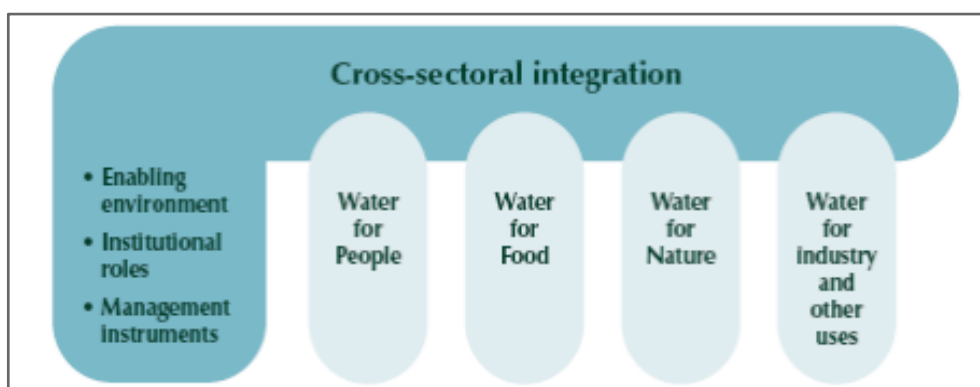 Cross-sectoral integration
• Enabling
environment
• Institutional
roles
• Management
instruments
Water
for
People
Water
for
Food
Water
for
Nature
Water
for
industry
and
other
uses